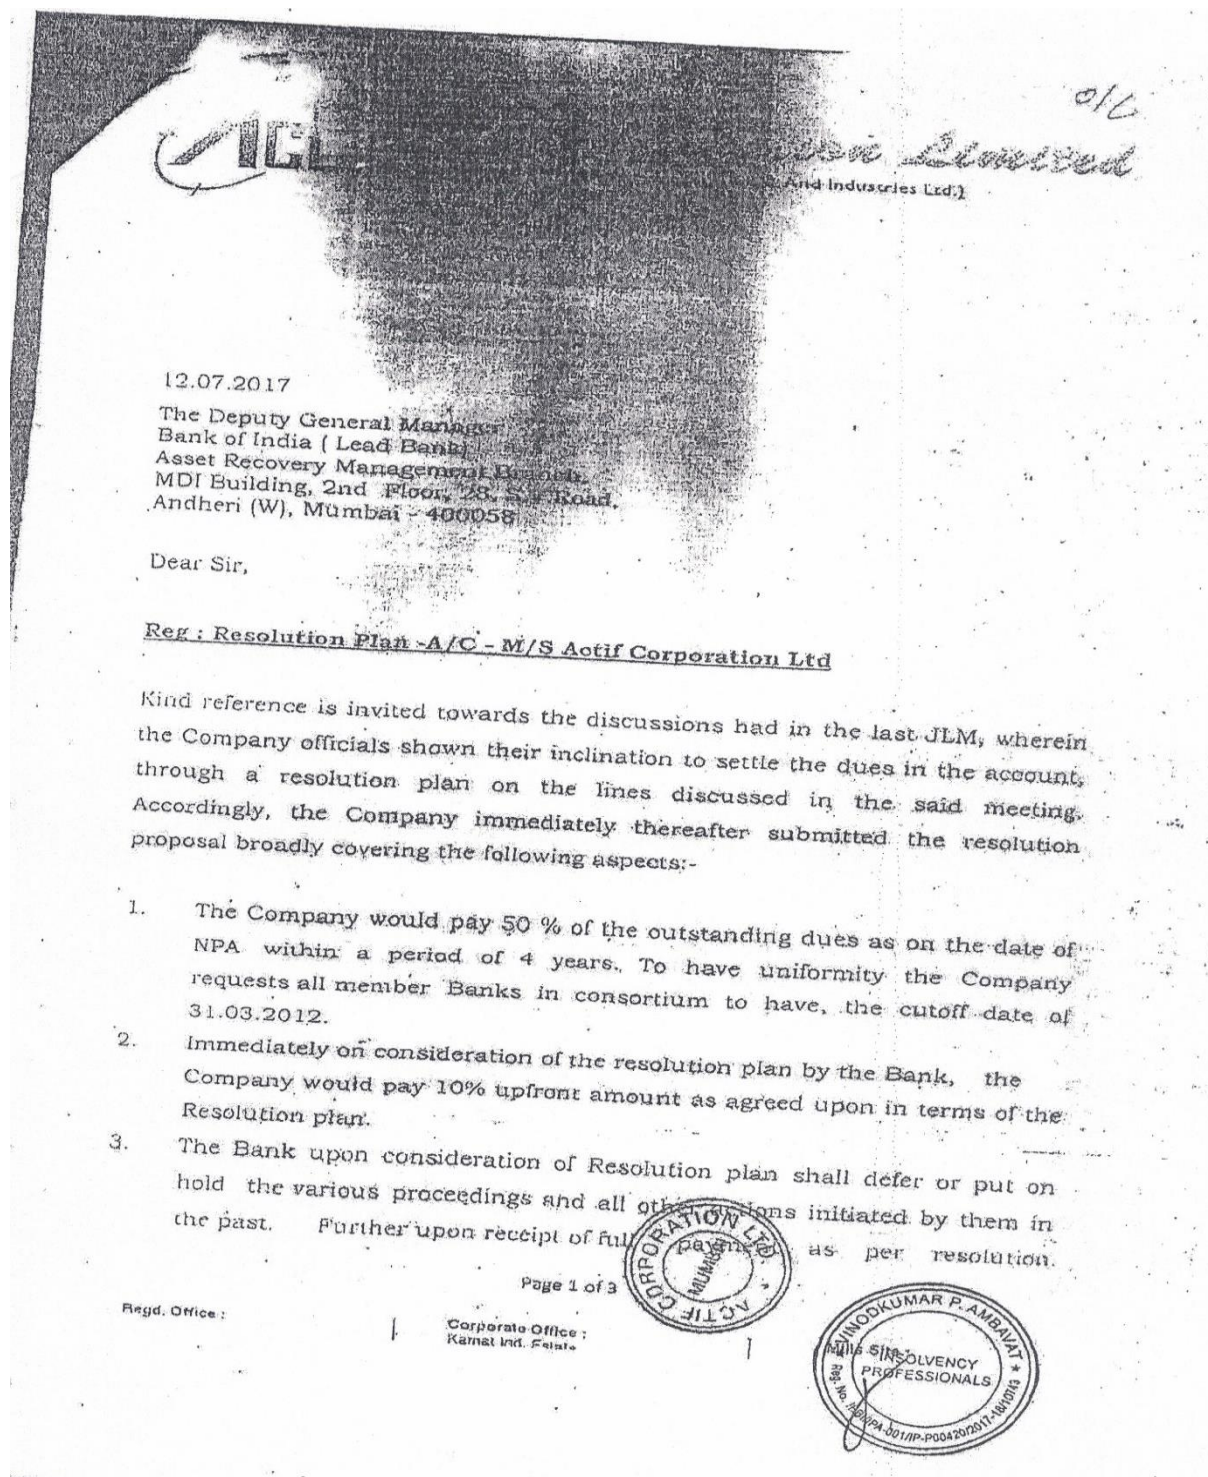 O/C
Limited
And Industries Ltd.)
12.07.2017
The Deputy General Manager
Bank of India ( Lead Bank)
Asset Recovery Management Branch,
MDI Building, 2nd Floor, 28, Road,
Andheri (W), Mumbai - 400058
Dear Sir,
Reg : Resolution Plan -A/C - M/S Actif Corporation Ltd
Kind reference is invited towards the discussions had in the last JLM, wherein
the Company officials shown their inclination to settle the dues in the account,
through a resolution plan on the lines discussed in the said meeting.
Accordingly, the Company immediately thereafter submitted the resolution
proposal broadly covering the following aspects:-
1. The Company would pay 50 % of the outstanding dues as on the date of
NPA within a period of 4 years. To have uniformity the Company
requests all member Banks in consortium to have, the cutoff date of
31.03.2012.
2. Immediately on consideration of the resolution plan by the Bank, the
Company would pay 10% upfront amount as agreed upon in terms of the
Resolution plan.
3. The Bank upon consideration of Resolution plan shall defer or put on
hold the various proceedings and all other actions initiated by them in
the past. Further upon receipt of full payment as per resolution.
ACTIF CORPORATION LTD. *
MUMBAI
Page 1 of 3
Regd. Office :
Corporate Office :
Kamat Ind. Estate
VINODKUMAR P. AMBAVAT
INSOLVENCY
PROFESSIONALS